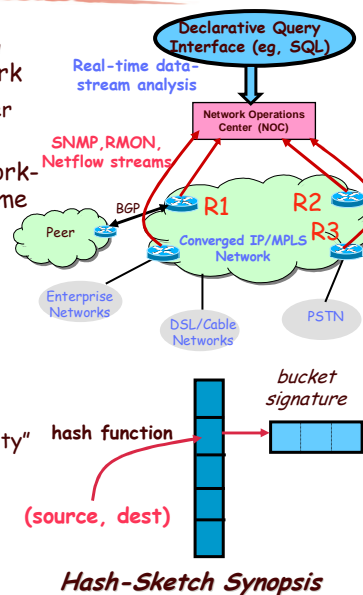 Declarative Query
Interface (eg, SQL)
Real-time data-
stream analysis
Network Operations
Center (NOC)
SNMP,RMON,
Netflow streams
BGP
R1
R2
R3
Peer
Converged IP/MPLS
Network
Enterprise
Networks
DSL/Cable
Networks
PSTN
bucket
signature
hash function
(source, dest)
Hash-Sketch Synopsis